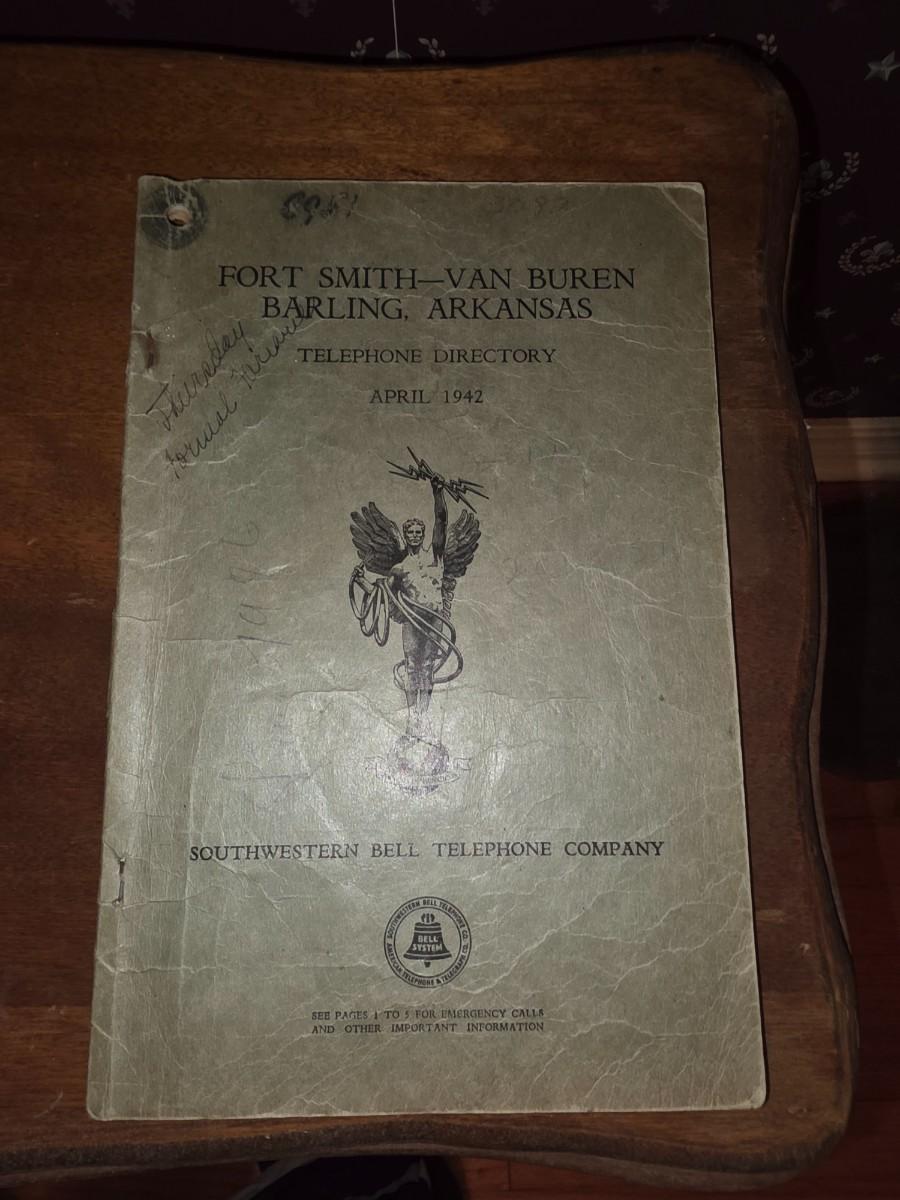 FORT SMITH—VAN BUREN
BARLING, ARKANSAS
TELEPHONE DIRECTORY
APRIL 1942
Thursday
Formal
SOUTHWESTERN BELL TELEPHONE COMPANY
SOUTHWESTERN BELL TELEPHONE CO.
BELL
SYSTEM
AMERICAN TELEPHONE & TELEGRAPH CO.
SEE PAGES 1 TO 5 FOR EMERGENCY CALLS
AND OTHER IMPORTANT INFORMATION